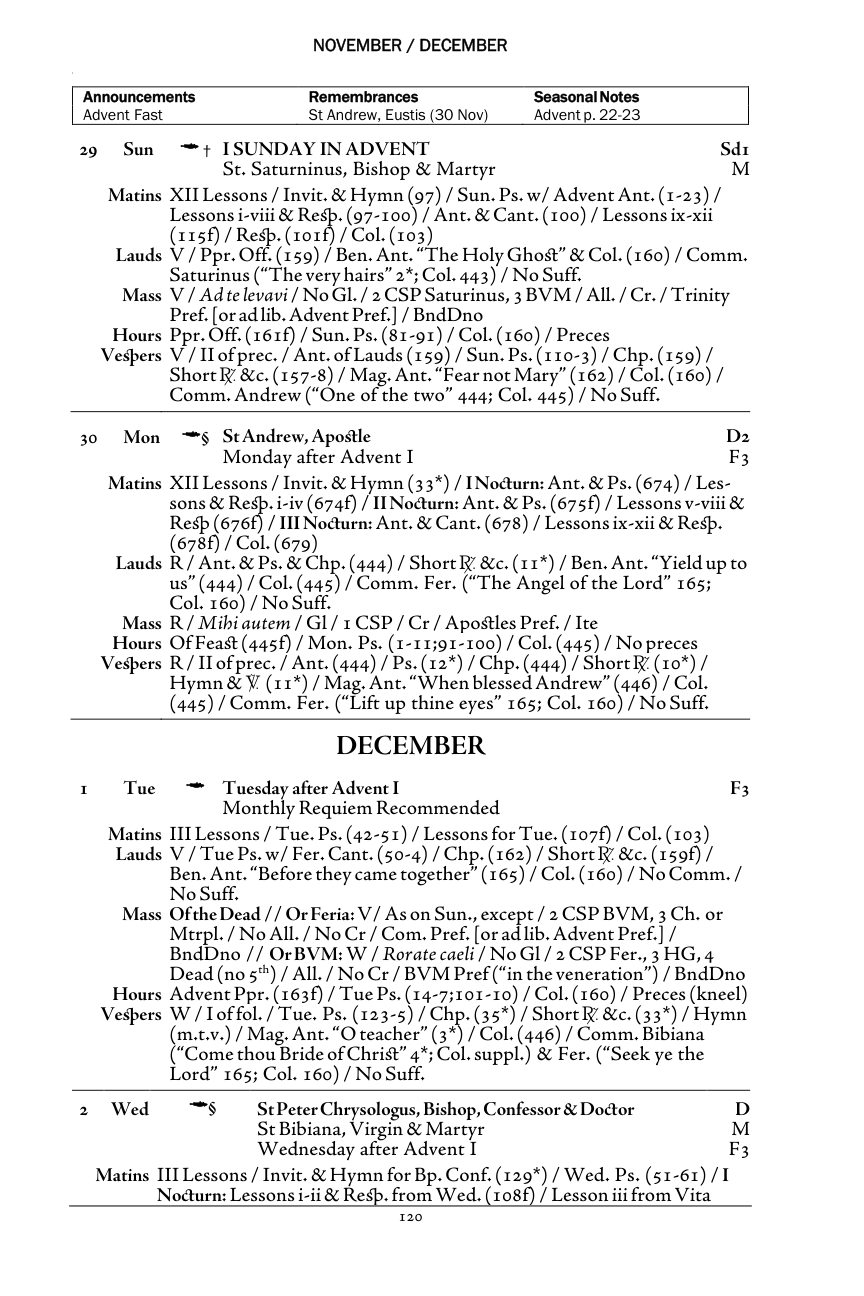 NOVEMBER / DECEMBER
Announcements Remembrances Seasonal Notes
Advent Fast St Andrew, Eustis (30 Nov) Advent p. 22-23
29 Sun † I SUNDAY IN ADVENT Sd1
St. Saturninus, Bishop & Martyr M
Matins XII Lessons / Invit. & Hymn (97) / Sun. Ps. w/ Advent Ant. (1-23) /
Lessons i-viii & Resp. (97-100) / Ant. & Cant. (100) / Lessons ix-xii
(115f) / Resp. (101f) / Col. (103)
Lauds V / Ppr. Off. (159) / Ben. Ant. “The Holy Ghost” & Col. (160) / Comm.
Saturinus (“The very hairs” 2*; Col. 443) / No Suff.
Mass V / Ad te levavi / No Gl. / 2 CSP Saturinus, 3 BVM / All. / Cr. / Trinity
Pref. [or ad lib. Advent Pref.] / BndDno
Hours Ppr. Off. (161f) / Sun. Ps. (81-91) / Col. (160) / Preces
Vespers V / II of prec. / Ant. of Lauds (159) / Sun. Ps. (110-3) / Chp. (159) /
Short ℟ &c. (157-8) / Mag. Ant. “Fear not Mary” (162) / Col. (160) /
Comm. Andrew (“One of the two” 444; Col. 445) / No Suff.
30 Mon § St Andrew, Apostle D2
Monday after Advent I F3
Matins XII Lessons / Invit. & Hymn (33*) / I Nocturn: Ant. & Ps. (674) / Les-
sons & Resp. i-iv (674f) / II Nocturn: Ant. & Ps. (675f) / Lessons v-viii &
Resp (676f) / III Nocturn: Ant. & Cant. (678) / Lessons ix-xii & Resp.
(678f) / Col. (679)
Lauds R / Ant. & Ps. & Chp. (444) / Short ℟ &c. (11*) / Ben. Ant. “Yield up to
us” (444) / Col. (445) / Comm. Fer. (“The Angel of the Lord” 165;
Col. 160) / No Suff.
Mass R / Mihi autem / Gl / 1 CSP / Cr / Apostles Pref. / Ite
Hours Of Feast (445f) / Mon. Ps. (1-11;91-100) / Col. (445) / No preces
Vespers R / II of prec. / Ant. (444) / Ps. (12*) / Chp. (444) / Short ℟ (10*) /
Hymn & ℣ (11*) / Mag. Ant. “When blessed Andrew” (446) / Col.
(445) / Comm. Fer. (“Lift up thine eyes” 165; Col. 160) / No Suff.
DECEMBER
1 Tue Tuesday after Advent I F3
Monthly Requiem Recommended
Matins III Lessons / Tue. Ps. (42-51) / Lessons for Tue. (107f) / Col. (103)
Lauds V / Tue Ps. w/ Fer. Cant. (50-4) / Chp. (162) / Short ℟ &c. (159f) /
Ben. Ant. “Before they came together” (165) / Col. (160) / No Comm. /
No Suff.
Mass Of the Dead // Or Feria: V/ As on Sun., except / 2 CSP BVM, 3 Ch. or
Mtrpl. / No All. / No Cr / Com. Pref. [or ad lib. Advent Pref.] /
BndDno // Or BVM: W / Rorate caeli / No Gl / 2 CSP Fer., 3 HG, 4
Dead (no 5th) / All. / No Cr / BVM Pref (“in the veneration”) / BndDno
Hours Advent Ppr. (163f) / Tue Ps. (14-7;101-10) / Col. (160) / Preces (kneel)
Vespers W / I of fol. / Tue. Ps. (123-5) / Chp. (35*) / Short ℟ &c. (33*) / Hymn
(m.t.v.) / Mag. Ant. “O teacher” (3*) / Col. (446) / Comm. Bibiana
(“Come thou Bride of Christ” 4*; Col. suppl.) & Fer. (“Seek ye the
Lord” 165; Col. 160) / No Suff.
2 Wed § St Peter Chrysologus, Bishop, Confessor & Doctor D
St Bibiana, Virgin & Martyr M
Wednesday after Advent I F3
Matins III Lessons / Invit. & Hymn for Bp. Conf. (129*) / Wed. Ps. (51-61) / I
Nocturn: Lessons i-ii & Resp. from Wed. (108f) / Lesson iii from Vita
120